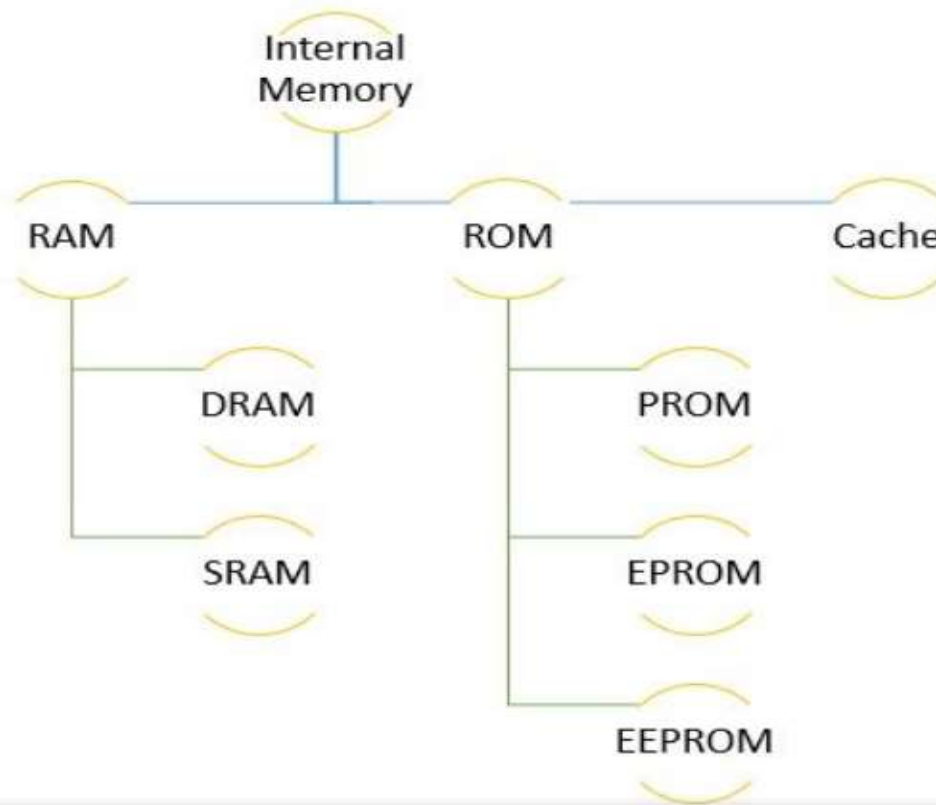 Internal
Memory
RAM
ROM
Cache
DRAM
PROM
SRAM
EPROM
EEPROM